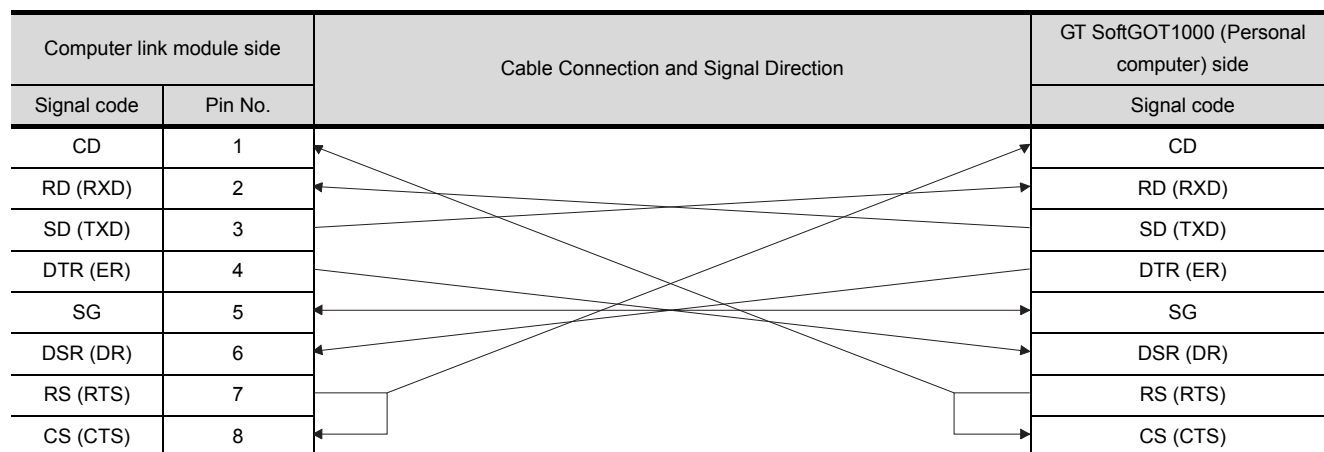 Computer link module side
Cable Connection and Signal Direction
GT SoftGOT1000 (Personal
computer) side
Signal code Pin No. Signal code
CD 1 CD
RD (RXD) 2 RD (RXD)
SD (TXD) 3 SD (TXD)
DTR (ER) 4 DTR (ER)
SG 5 SG
DSR (DR) 6 DSR (DR)
RS (RTS) 7 RS (RTS)
CS (CTS) 8 CS (CTS)